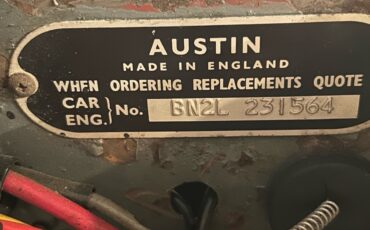 AUSTIN
MADE IN ENGLAND
WHEN ORDERING REPLACEMENTS QUOTE
CAR
ENG. } No. BN2L 231564